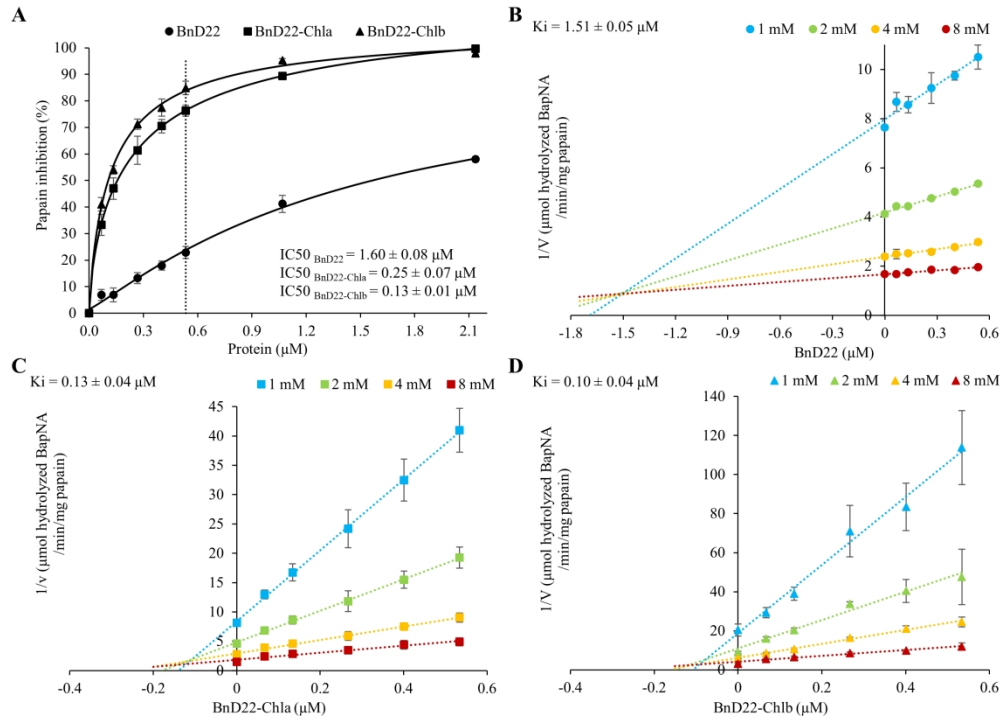 A
BnD22 BnD22-Chla BnD22-Chlb
100
90
80
70
60
50
40
30
20
10
0
Papain inhibition (%)
IC50 BnD22 = 1.60 ± 0.08 µM
IC50 BnD22-Chla = 0.25 ± 0.07 µM
IC50 BnD22-Chlb = 0.13 ± 0.01 µM
0.0 0.3 0.6 0.9 1.2 1.5 1.8 2.1
Protein (µM)
B
Ki = 1.51 ± 0.05 µM
1 mM 2 mM 4 mM 8 mM
1/V (µmol hydrolyzed BapNA
/min/mg papain)
10
8
6
4
2
0
-1.8 -1.5 -1.2 -0.9 -0.6 -0.3 0 0.3 0.6
BnD22 (µM)
C
Ki = 0.13 ± 0.04 µM
1 mM 2 mM 4 mM 8 mM
1/v (µmol hydrolyzed BapNA
/min/mg papain)
45
40
35
30
25
20
15
10
5
0
-0.4 -0.2 0 0.2 0.4 0.6
BnD22-Chla (µM)
D
Ki = 0.10 ± 0.04 µM
1 mM 2 mM 4 mM 8 mM
1/V (µmol hydrolyzed BapNA
/min/mg papain)
140
120
100
80
60
40
20
0
-0.4 -0.2 0 0.2 0.4 0.6
BnD22-Chlb (µM)